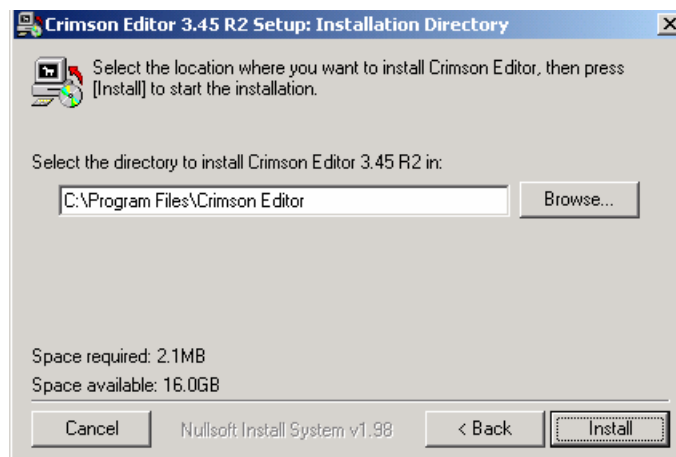 Crimson Editor 3.45 R2 Setup: Installation Directory
Select the location where you want to install Crimson Editor, then press
[Install] to start the installation.
Select the directory to install Crimson Editor 3.45 R2 in:
C:\Program Files\Crimson Editor
Browse...
Space required: 2.1MB
Space available: 16.0GB
Cancel
Nullsoft Install System v1.98
< Back
Install